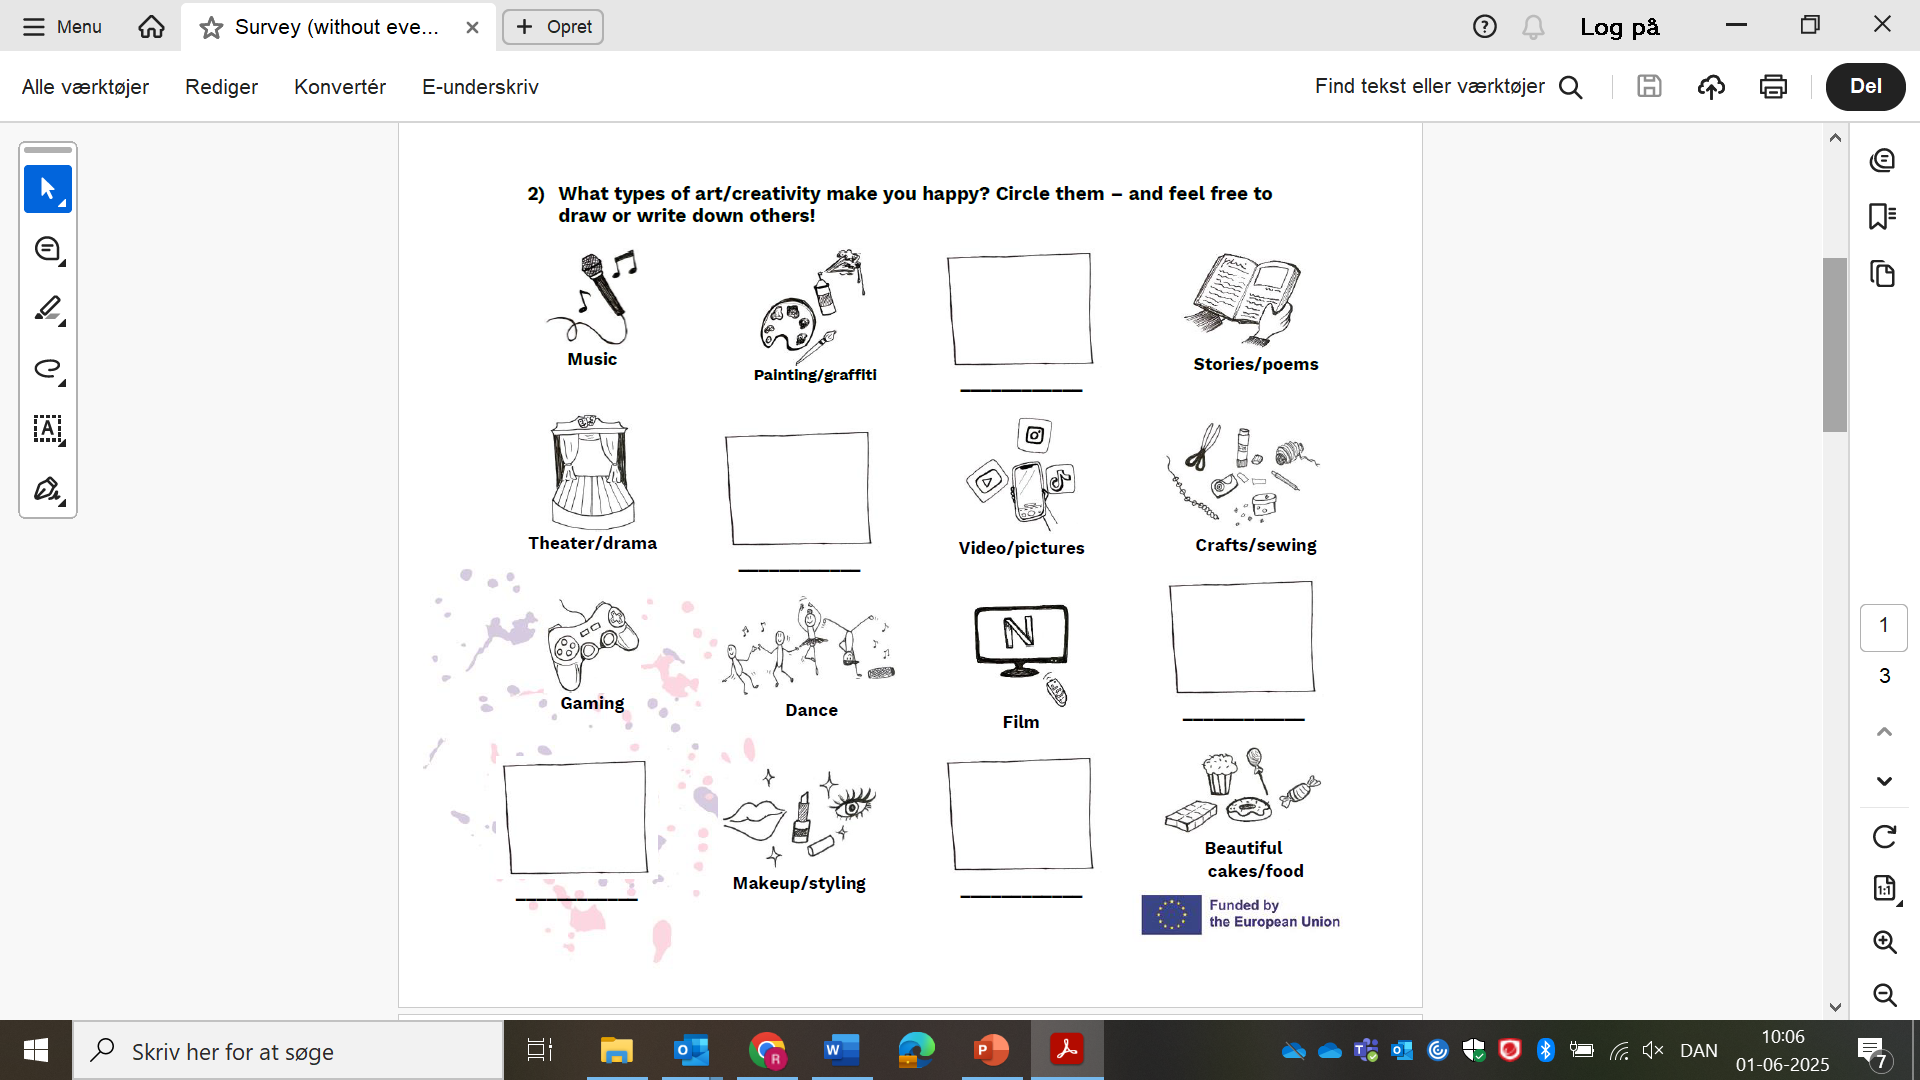 Menu
Survey (without eve...
Opret
Log på
Alle værktøjer
Rediger
Konvertér
E-underskriv
Find tekst eller værktøjer
Del
2) What types of art/creativity make you happy? Circle them – and feel free to
draw or write down others!
Music
Painting/graffiti
Stories/poems
Theater/drama
Video/pictures
Crafts/sewing
N
Gaming
Dance
Film
Makeup/styling
Beautiful
cakes/food
Funded by
the European Union
1
3
1:1
Skriv her for at søge
DAN
10:06
01-06-2025
7